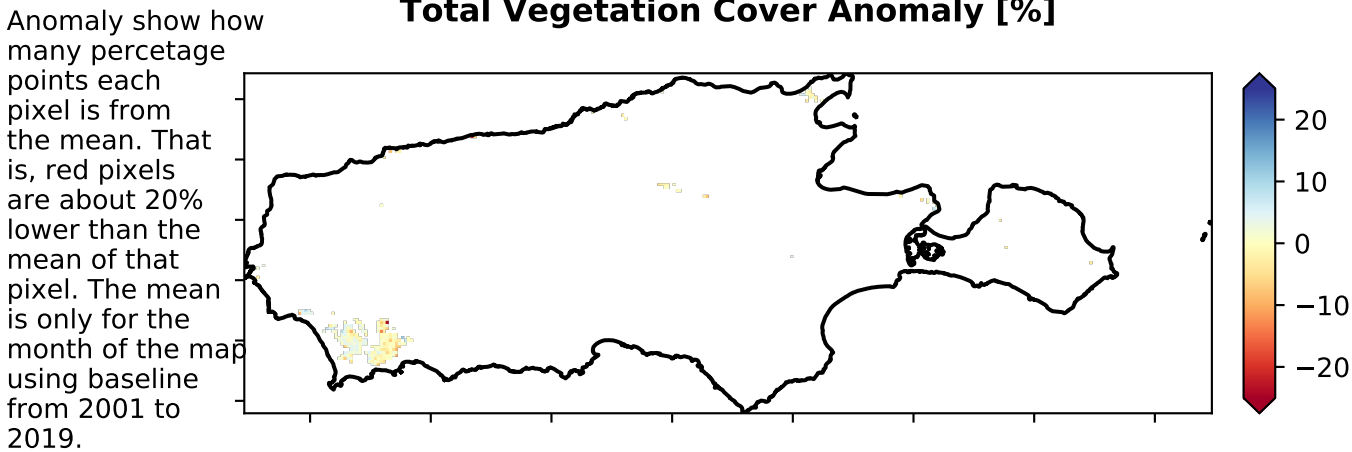 Total Vegetation Cover Anomaly [%]
Anomaly show how
many percetage
points each
pixel is from
the mean. That
is, red pixels
are about 20%
lower than the
mean of that
pixel. The mean
is only for the
month of the map
using baseline
from 2001 to
2019.
20
10
0
−10
−20